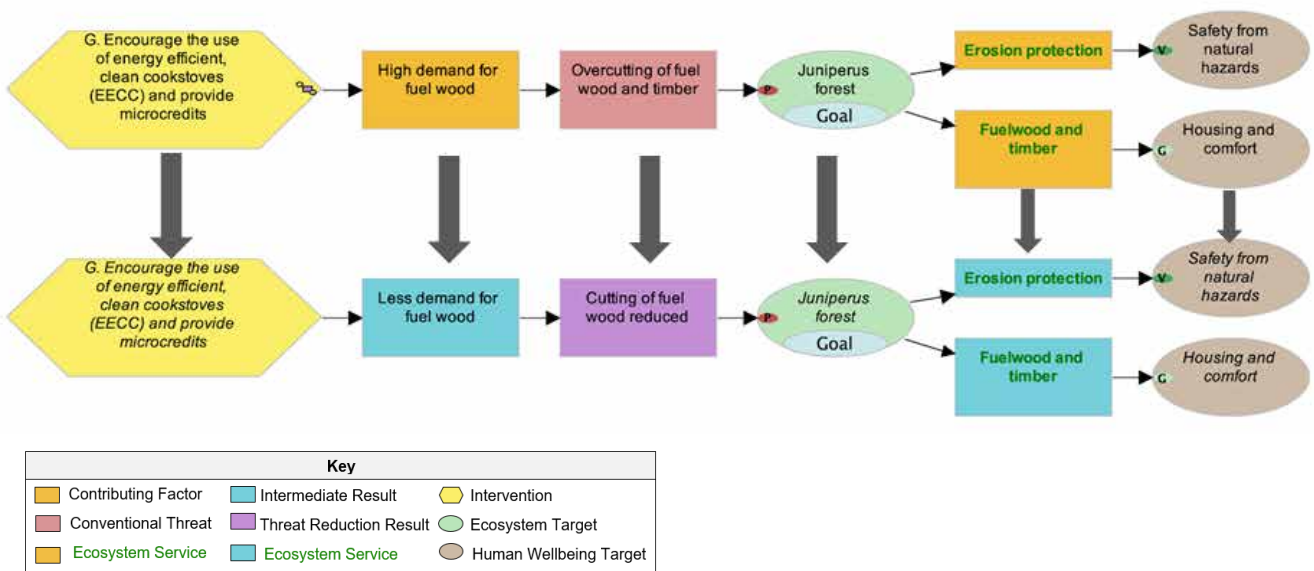 G. Encourage the use
of energy efficient,
clean cookstoves
(EECC) and provide
microcredits
High demand for
fuel wood
Overcutting of fuel
wood and timber
P
Juniperus
forest
Goal
Erosion protection
V
Safety from
natural
hazards
Fuelwood and
timber
G
Housing and
comfort
G. Encourage the use
of energy efficient,
clean cookstoves
(EECC) and provide
microcredits
Less demand for
fuel wood
Cutting of fuel
wood reduced
P
Juniperus
forest
Goal
Erosion protection
V
Safety from
natural
hazards
Fuelwood and
timber
G
Housing and
comfort
Key
Contributing Factor
Intermediate Result
Intervention
Conventional Threat
Threat Reduction Result
Ecosystem Target
Ecosystem Service
Ecosystem Service
Human Wellbeing Target